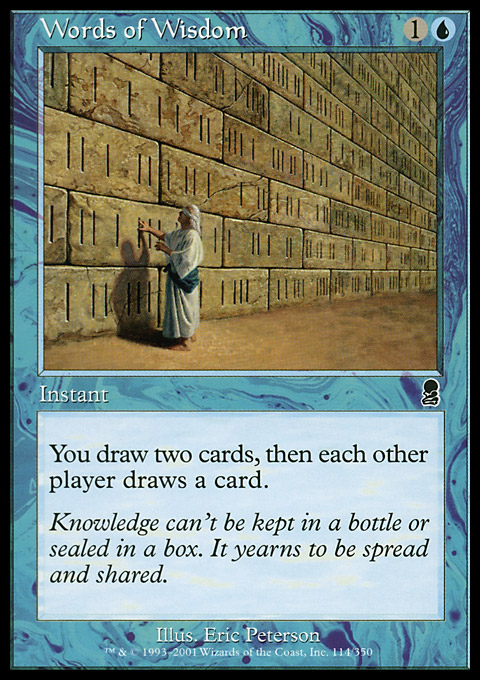 Words of Wisdom 1
Instant
You draw two cards, then each other
player draws a card.
Knowledge can't be kept in a bottle or
sealed in a box. It yearns to be spread
and shared.
Illus. Eric Peterson
™ & © 1993–2001 Wizards of the Coast, Inc. 114/350